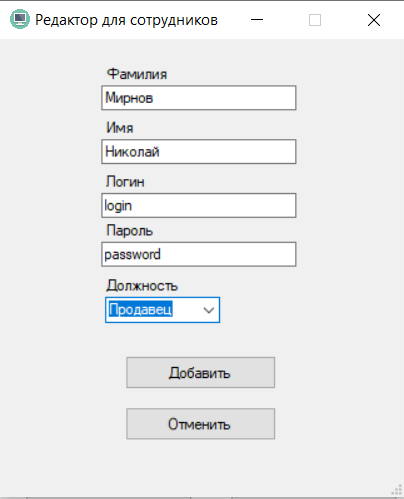 Редактор для сотрудников
Фамилия
Мирнов
Имя
Николай
Логин
login
Пароль
password
Должность
Продавец
Добавить
Отменить